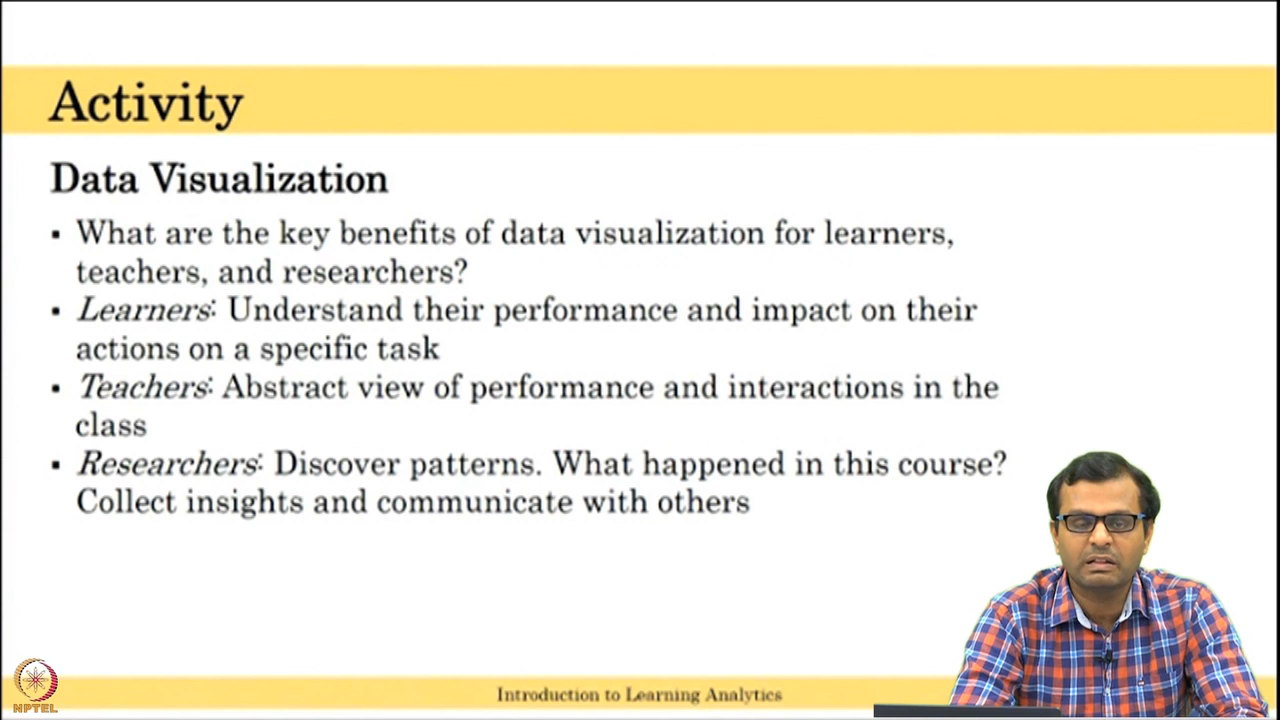 Activity
Data Visualization
▪ What are the key benefits of data visualization for learners,
teachers, and researchers?
▪ Learners: Understand their performance and impact on their
actions on a specific task
▪ Teachers: Abstract view of performance and interactions in the
class
▪ Researchers: Discover patterns. What happened in this course?
Collect insights and communicate with others
NPTEL
Introduction to Learning Analytics